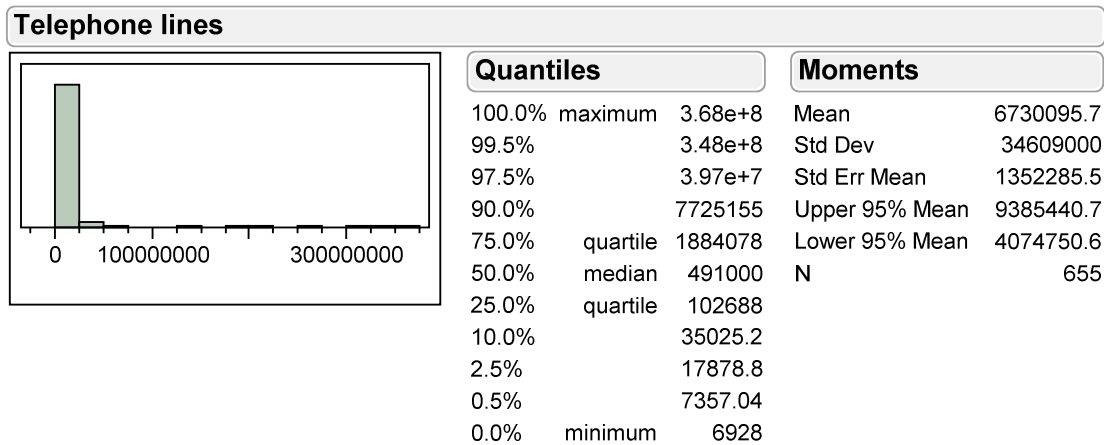 Telephone lines
0 100000000 300000000
Quantiles
100.0% maximum 3.68e+8
99.5% 3.48e+8
97.5% 3.97e+7
90.0% 7725155
75.0% quartile 1884078
50.0% median 491000
25.0% quartile 102688
10.0% 35025.2
2.5% 17878.8
0.5% 7357.04
0.0% minimum 6928
Moments
Mean 6730095.7
Std Dev 34609000
Std Err Mean 1352285.5
Upper 95% Mean 9385440.7
Lower 95% Mean 4074750.6
N 655